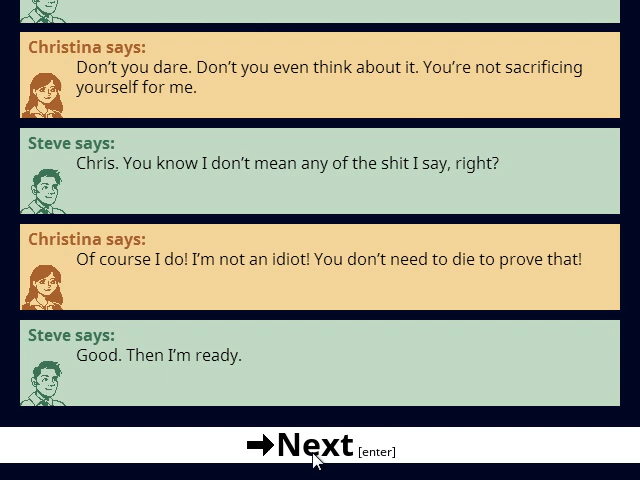 Christina says:
Don’t you dare. Don’t you even think about it. You’re not sacrificing
yourself for me.
Steve says:
Chris. You know I don’t mean any of the shit I say, right?
Christina says:
Of course I do! I’m not an idiot! You don’t need to die to prove that!
Steve says:
Good. Then I’m ready.
➡Next [enter]